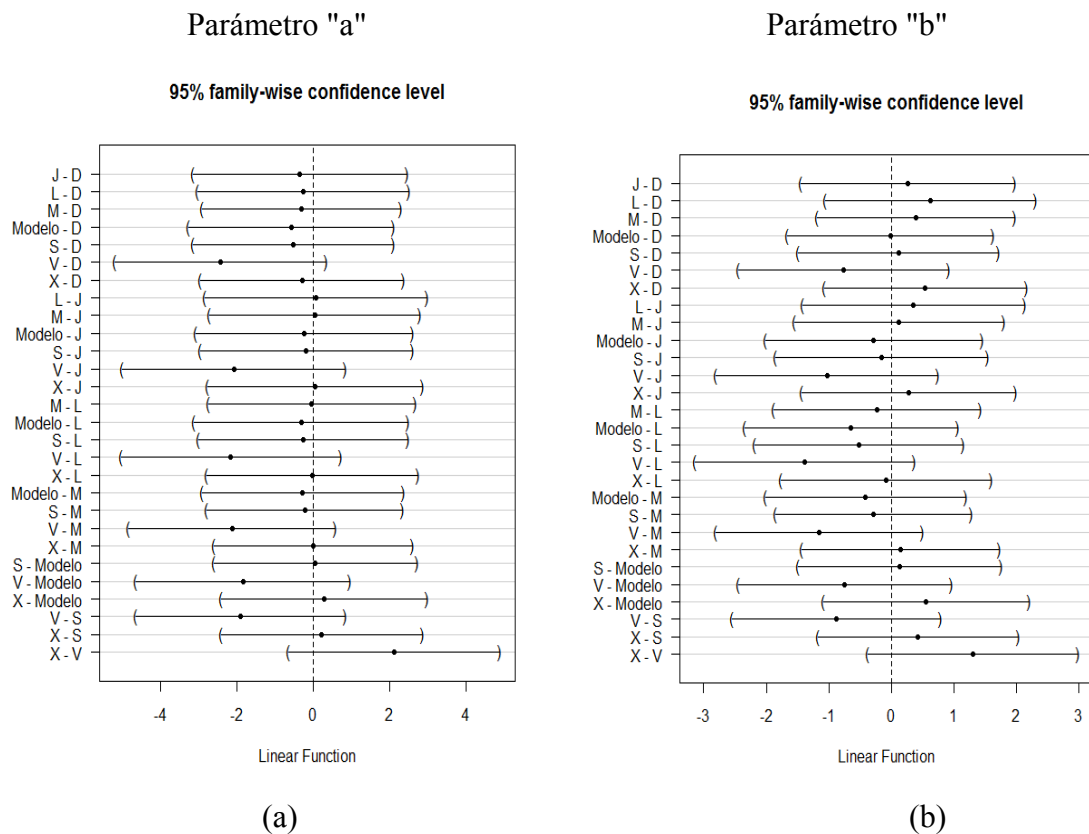 Parámetro "a"
Parámetro "b"
95% family-wise confidence level
J - D
L - D
M - D
Modelo - D
S - D
V - D
X - D
L - J
M - J
Modelo - J
S - J
V - J
X - J
M - L
Modelo - L
S - L
V - L
X - L
Modelo - M
S - M
V - M
X - M
S - Modelo
V - Modelo
X - Modelo
V - S
X - S
X - V
-4 -2 0 2 4
Linear Function
(a)
95% family-wise confidence level
J - D
L - D
M - D
Modelo - D
S - D
V - D
X - D
L - J
M - J
Modelo - J
S - J
V - J
X - J
M - L
Modelo - L
S - L
V - L
X - L
Modelo - M
S - M
V - M
X - M
S - Modelo
V - Modelo
X - Modelo
V - S
X - S
X - V
-3 -2 -1 0 1 2 3
Linear Function
(b)